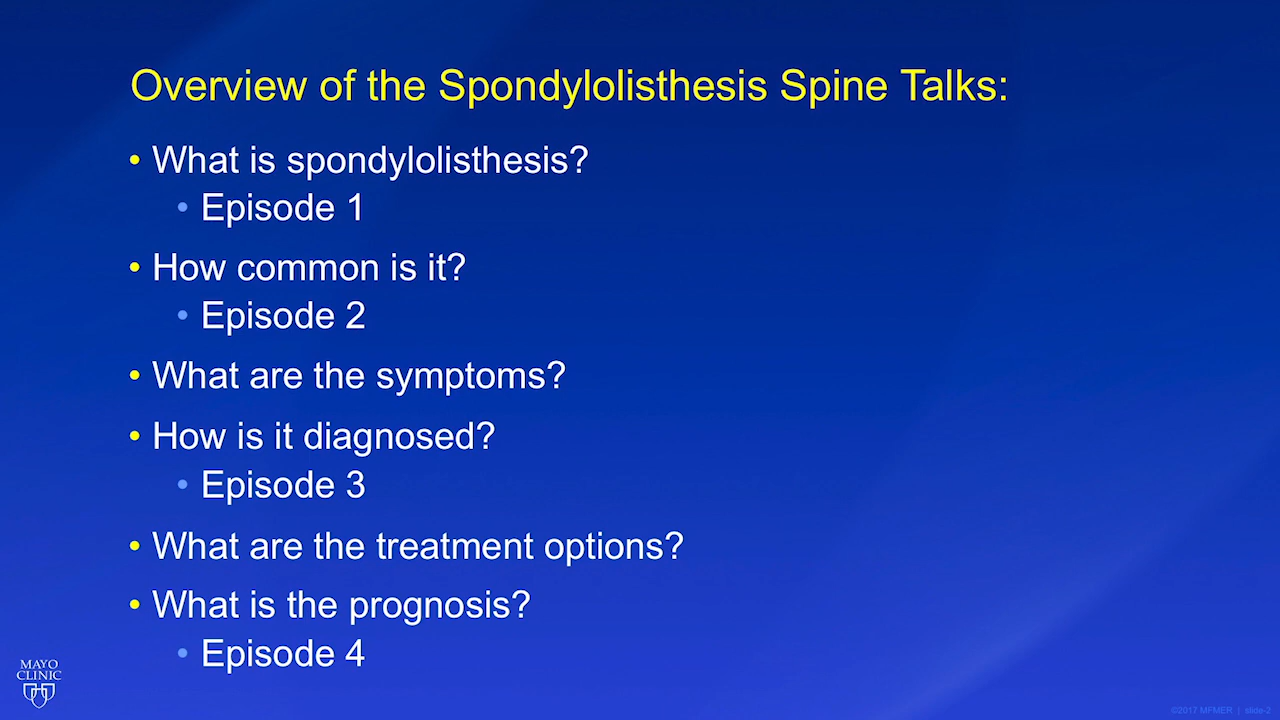 Overview of the Spondylolisthesis Spine Talks:
• What is spondylolisthesis?
• Episode 1
• How common is it?
• Episode 2
• What are the symptoms?
• How is it diagnosed?
• Episode 3
• What are the treatment options?
• What is the prognosis?
• Episode 4
MAYO
CLINIC
©2017 MFMER | slide-2